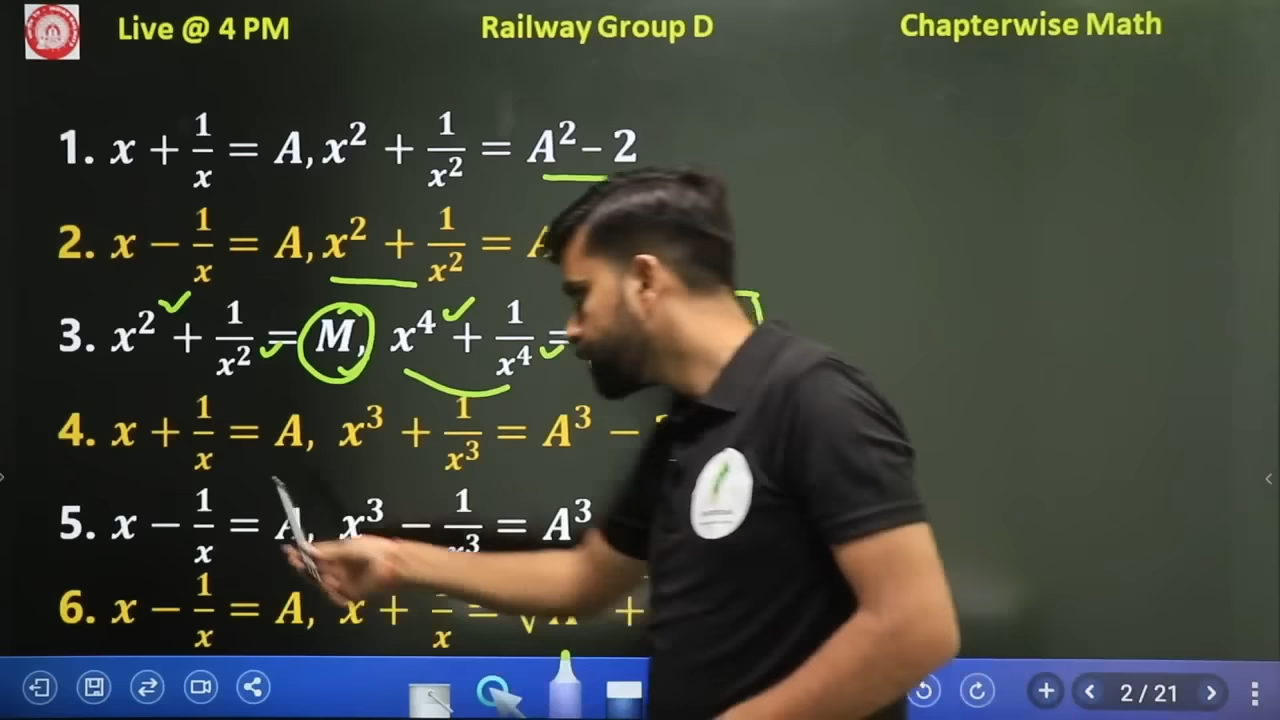 Live @ 4 PM Railway Group D Chapterwise Math
1. x + 1/x = A, x² + 1/x² = A² – 2
2. x − 1/x = A, x² + 1/x² = A
3. x² + 1/x² = M, x⁴ + 1/x⁴ =
4. x + 1/x = A, x³ + 1/x³ = A³ −
5. x − 1/x = A, x³ − 1/x³ = A³
6. x − 1/x = A, x + 1/x = √A +
2 / 21